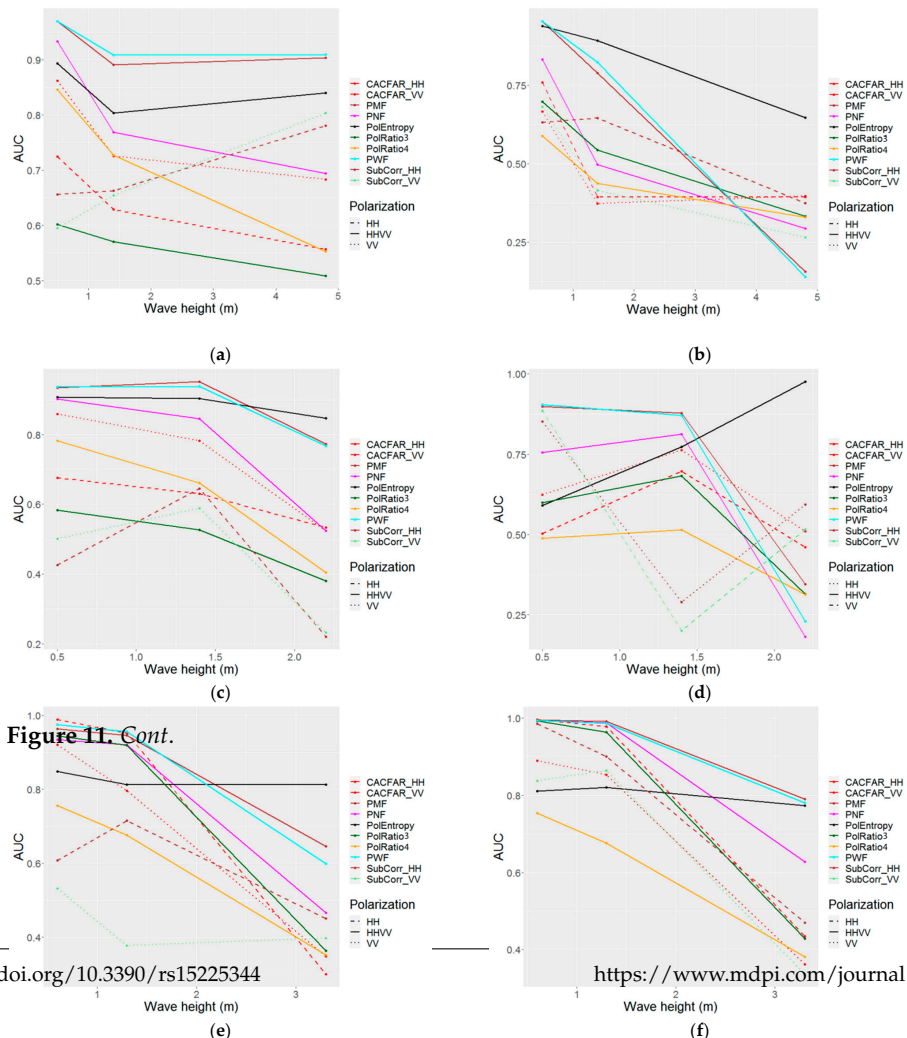 0.9
0.8
0.7
0.6
0.5
AUC
1 2 3 4 5
Wave height (m)
CACFAR_HH
CACFAR_VV
PMF
PNF
PolEntropy
PolRatio3
PolRatio4
PWF
SubCorr_HH
SubCorr_VV
Polarization
HH
HHVV
VV
(a)
0.75
0.50
0.25
AUC
1 2 3 4 5
Wave height (m)
CACFAR_HH
CACFAR_VV
PMF
PNF
PolEntropy
PolRatio3
PolRatio4
PWF
SubCorr_HH
SubCorr_VV
Polarization
HH
HHVV
VV
(b)
0.8
0.6
0.4
0.2
AUC
0.5 1.0 1.5 2.0
Wave height (m)
CACFAR_HH
CACFAR_VV
PMF
PNF
PolEntropy
PolRatio3
PolRatio4
PWF
SubCorr_HH
SubCorr_VV
Polarization
HH
HHVV
VV
(c)
1.00
0.75
0.50
0.25
AUC
0.5 1.0 1.5 2.0
Wave height (m)
CACFAR_HH
CACFAR_VV
PMF
PNF
PolEntropy
PolRatio3
PolRatio4
PWF
SubCorr_HH
SubCorr_VV
Polarization
HH
HHVV
VV
(d)
1.0
Figure 11. Cont.
0.8
0.6
0.4
AUC
1 2 3
Wave height (m)
CACFAR_HH
CACFAR_VV
PMF
PNF
PolEntropy
PolRatio3
PolRatio4
PWF
SubCorr_HH
SubCorr_VV
Polarization
HH
HHVV
VV
(e)
1.0
0.8
0.6
0.4
AUC
1 2 3
Wave height (m)
CACFAR_HH
CACFAR_VV
PMF
PNF
PolEntropy
PolRatio3
PolRatio4
PWF
SubCorr_HH
SubCorr_VV
Polarization
HH
HHVV
VV
(f)
doi.org/10.3390/rs15225344
https://www.mdpi.com/journal